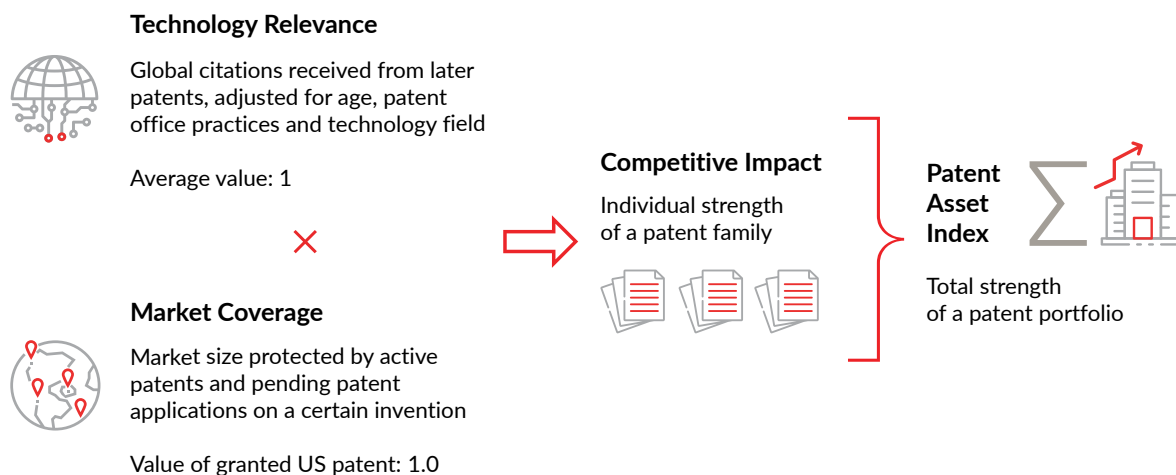 Technology Relevance
Global citations received from later
patents, adjusted for age, patent
office practices and technology field
Average value: 1
×
Market Coverage
Market size protected by active
patents and pending patent
applications on a certain invention
Value of granted US patent: 1.0
Competitive Impact
Individual strength
of a patent family
Patent
Asset
Index
Σ
Total strength
of a patent portfolio